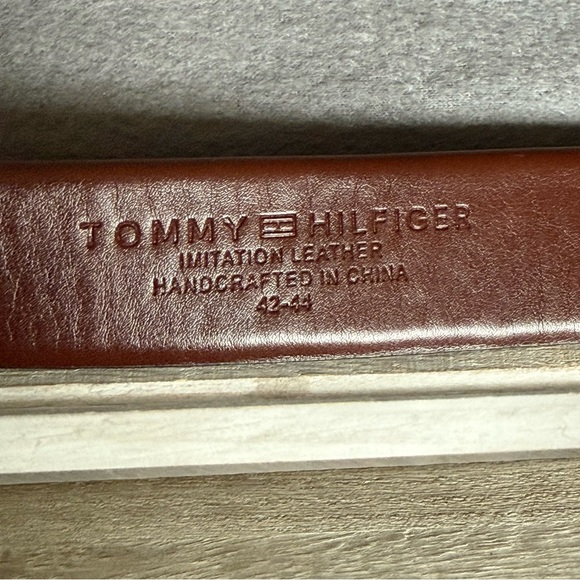 TOMMY HILFIGER
IMITATION LEATHER
HANDCRAFTED IN CHINA
42-44